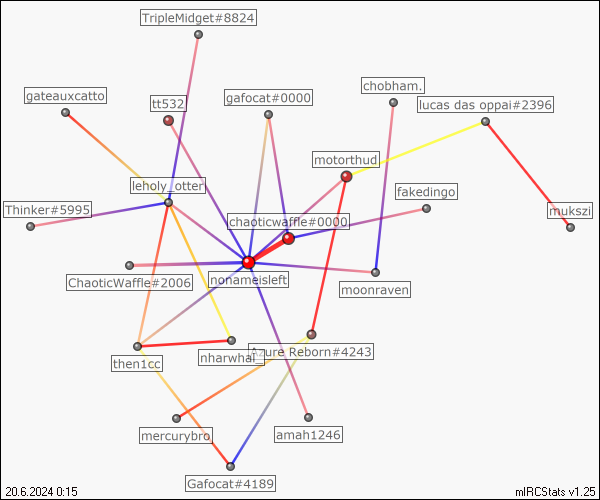 TripleMidget#8824
chobham.
gateauxcatto
tt532
gafocat#0000
lucas das oppai#2396
motorthud
leholy_otter
fakedingo
Thinker#5995
chaoticwaffle#0000
mukszi
ChaoticWaffle#2006
nonameisleft
moonraven
then1cc
nharwhal_
Azure Reborn#4243
mercurybro
amah1246
Gafocat#4189
20.6.2024 0:15
mIRCStats v1.25